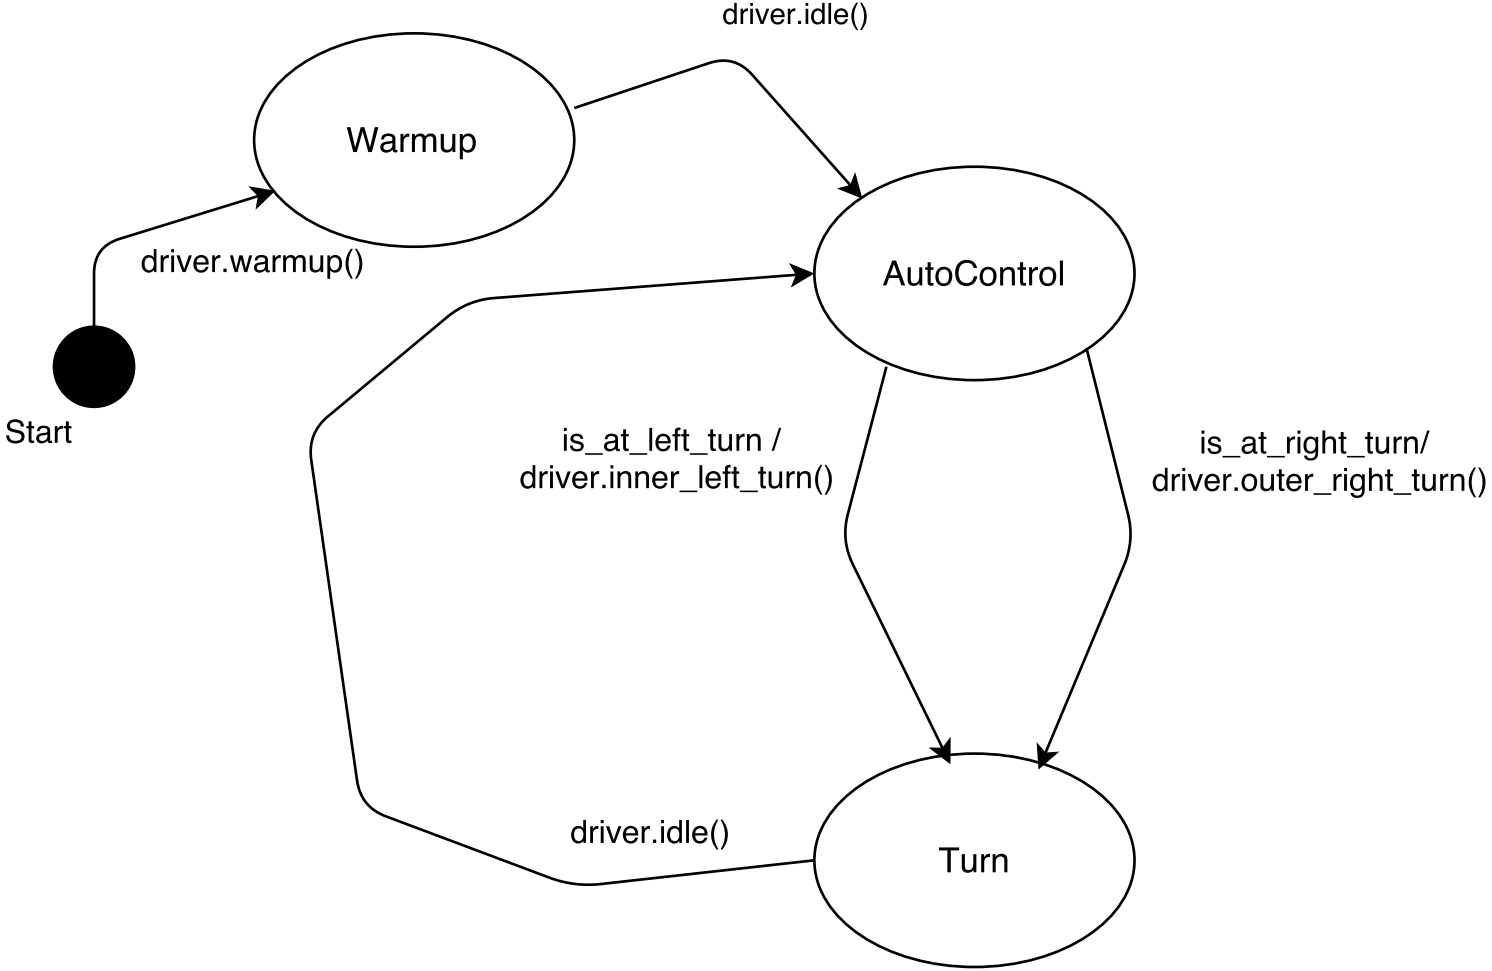 driver.idle()
Warmup
driver.warmup()
AutoControl
Start
is_at_left_turn /
driver.inner_left_turn()
is_at_right_turn/
driver.outer_right_turn()
driver.idle()
Turn